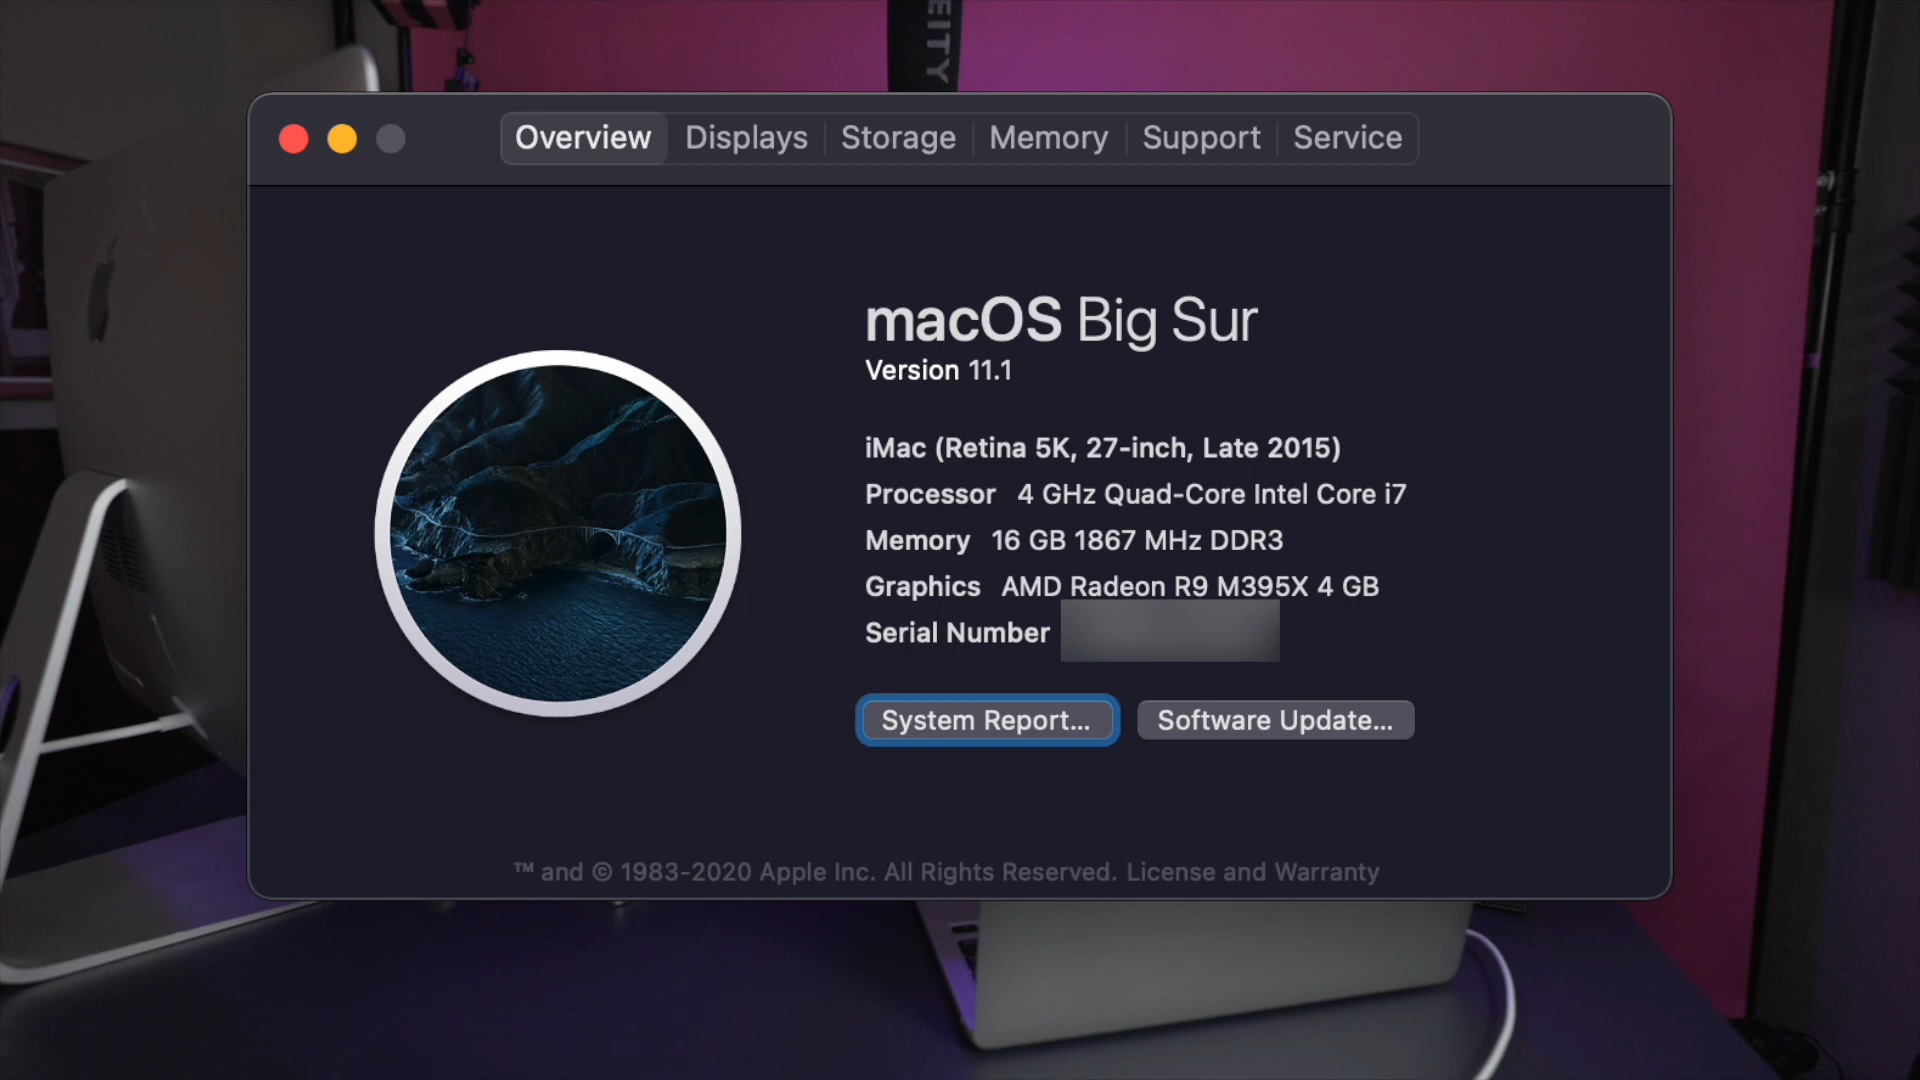 EITY
Overview Displays Storage Memory Support Service
macOS Big Sur
Version 11.1
iMac (Retina 5K, 27-inch, Late 2015)
Processor 4 GHz Quad-Core Intel Core i7
Memory 16 GB 1867 MHz DDR3
Graphics AMD Radeon R9 M395X 4 GB
Serial Number
System Report... Software Update...
™ and © 1983-2020 Apple Inc. All Rights Reserved. License and Warranty